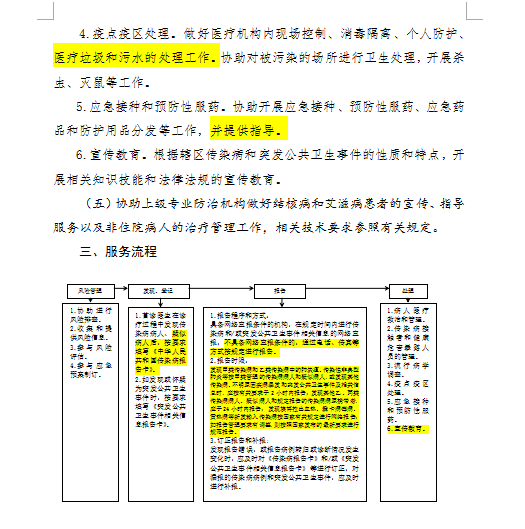 4.疫点疫区处理。做好医疗机构内现场控制、消毒隔离、个人防护、
医疗垃圾和污水的处理工作。协助对被污染的场所进行卫生处理，开展杀
虫、灭鼠等工作。
5.应急接种和预防性服药。协助开展应急接种、预防性服药、应急药
品和防护用品分发等工作，并提供指导。
6.宣传教育。根据辖区传染病和突发公共卫生事件的性质和特点，开
展相关知识技能和法律法规的宣传教育。
（五）协助上级专业防治机构做好结核病和艾滋病患者的宣传、指导
服务以及非住院病人的治疗管理工作，相关技术要求参照有关规定。
三、服务流程
风险管理
发现、登记
报告
处理
1.协助进行
风险排查。
2.收集和提
供风险信息。
3.参与风险
评估。
4.参与应急
预案制订。
1.首诊医生在诊
疗过程中发现传
染病病人、疑似
病人后，按要求
填写《中华人民
共和国传染病报
告卡》。
2.如发现或怀疑
为突发公共卫生
事件时，按要求
填写《突发公共
卫生事件相关信
息报告卡》。
1.报告程序和方式：
具备网络直报条件的机构，在规定时间内进行传
染病和/或突发公共卫生事件相关信息的网络直
报，不具备网络直报条件的，通过电话、传真等
方式按规定进行报告。
2.报告时限：
3.订正报告和补报：
发现报告错误，或报告病例转归或诊断情况发生
变化时，应及时对《传染病报告卡》和/或《突发公
共卫生事件相关信息报告卡》等进行订正，对
漏报的传染病病例和突发公共卫生事件，应及时
进行补报。
1.病人医疗
救治和管理。
2.传染病接
触者和健康
危害暴露人
员的管理。
3.流行病学
调查。
4.疫点疫区
处理。
5.应急接种
和预防性服
药。
6.宣传教育。